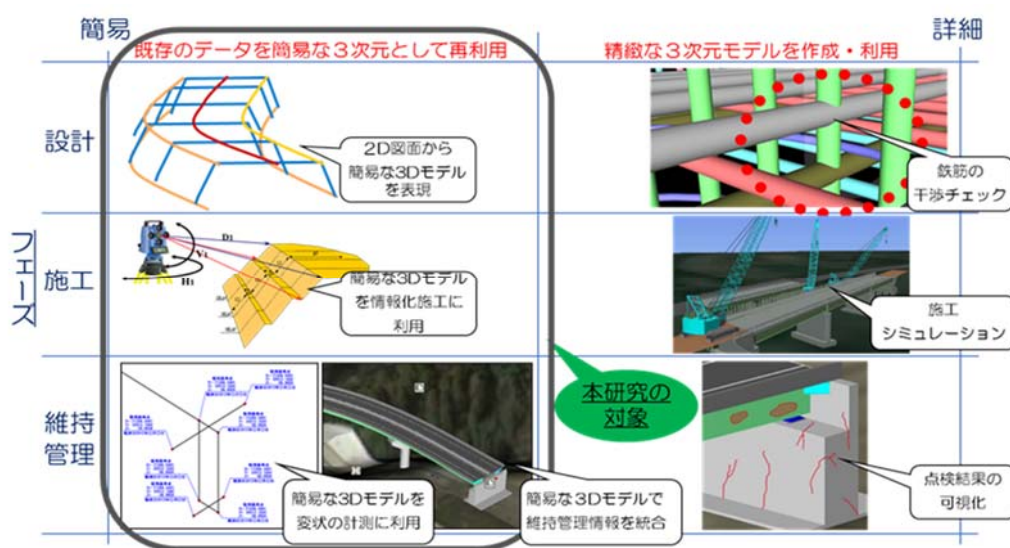 簡易
詳細
既存のデータを簡易な3次元として再利用
精緻な3次元モデルを作成・利用
フェーズ
設計
2D図面から
簡易な3Dモデル
を表現
鉄筋の
干渉チェック
施工
D1
V1
H1
簡易な3Dモデル
を情報化施工に
利用
施工
シミュレーション
本研究の
対象
維持
管理
簡易な3Dモデルを
変状の計測に利用
簡易な3Dモデルで
維持管理情報を統合
点検結果の
可視化